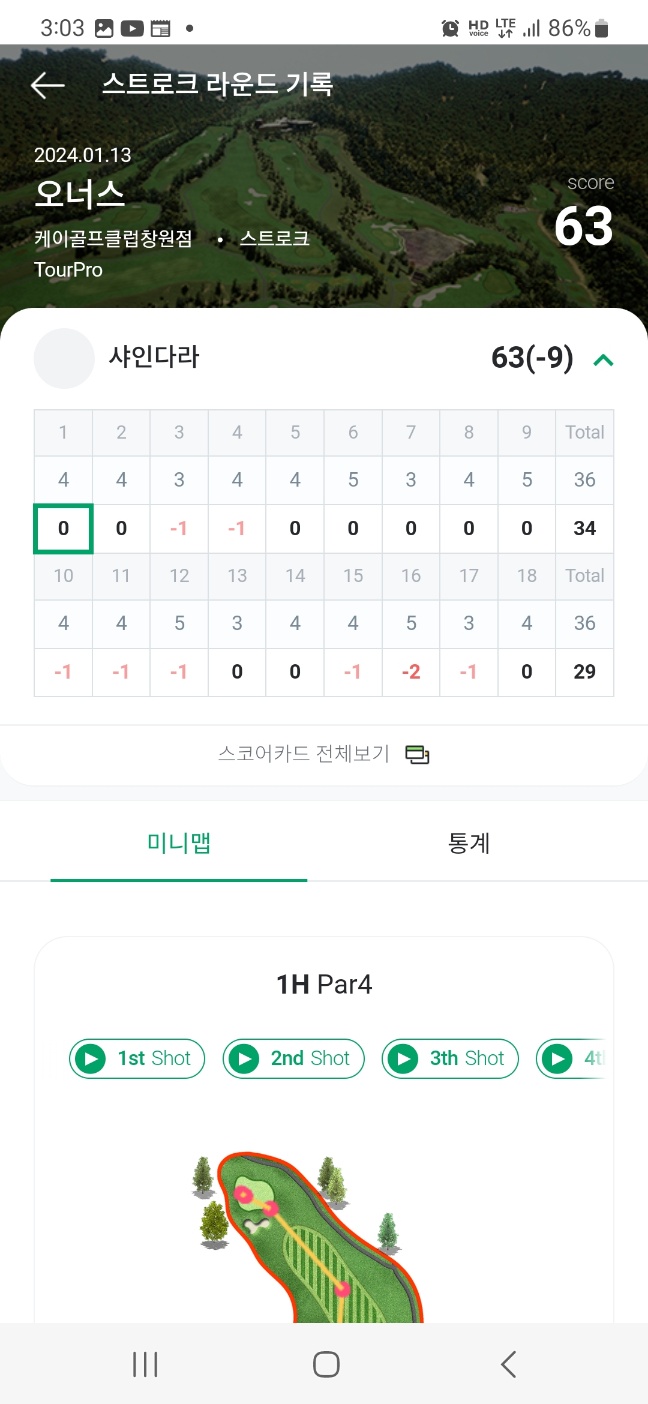 3:03 HD voice LTE 86%
스트로크 라운드 기록
2024.01.13
오너스
score
63
케이골프클럽창원점 • 스트로크
TourPro
샤인다라 63(-9)
1 2 3 4 5 6 7 8 9 Total
4 4 3 4 4 5 3 4 5 36
0 0 -1 -1 0 0 0 0 0 34
10 11 12 13 14 15 16 17 18 Total
4 4 5 3 4 4 5 3 4 36
-1 -1 -1 0 0 -1 -2 -1 0 29
스코어카드 전체보기
미니맵 통계
1H Par4
1st Shot 2nd Shot 3th Shot 4t